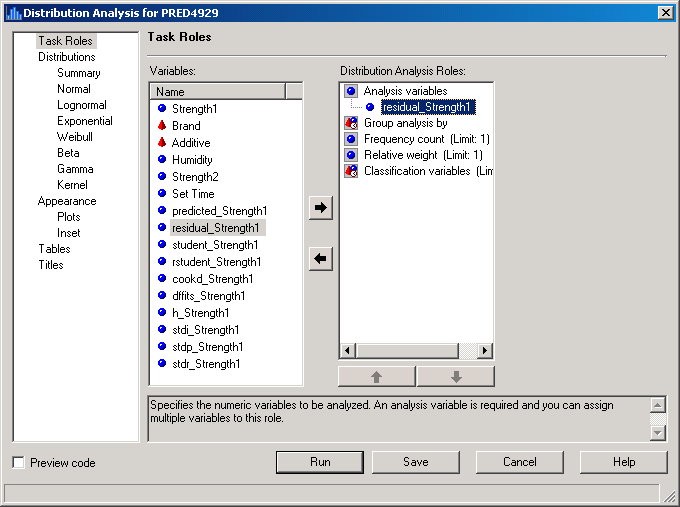 Distribution Analysis for PRED4929
Task Roles
Distributions
Summary
Normal
Lognormal
Exponential
Weibull
Beta
Gamma
Kernel
Appearance
Plots
Inset
Tables
Titles
Task Roles
Variables:
Name
Strength1
Brand
Additive
Humidity
Strength2
Set Time
predicted_Strength1
residual_Strength1
student_Strength1
rstudent_Strength1
cookd_Strength1
dffits_Strength1
h_Strength1
stdi_Strength1
stdp_Strength1
stdr_Strength1
Distribution Analysis Roles:
Analysis variables
residual_Strength1
Group analysis by
Frequency count (Limit: 1)
Relative weight (Limit: 1)
Classification variables (Lim
Specifies the numeric variables to be analyzed. An analysis variable is required and you can assign
multiple variables to this role.
Preview code
Run
Save
Cancel
Help